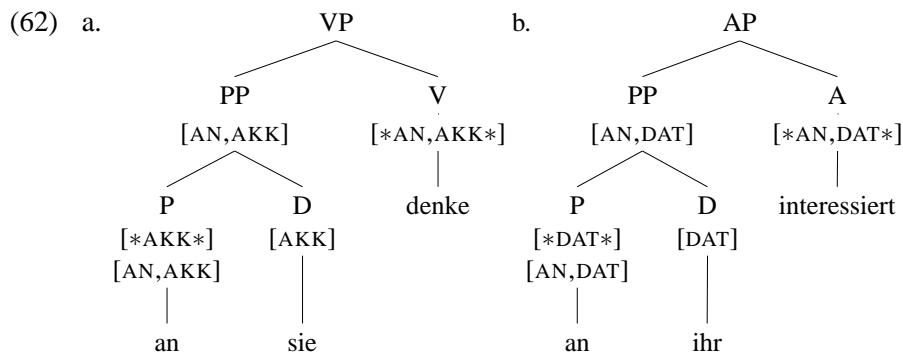 (62) a. VP b. AP
PP V PP A
[AN,AKK] [∗AN,AKK∗] [AN,DAT] [∗AN,DAT∗]
P D denke P D interessiert
[∗AKK∗] [AKK] [∗DAT∗] [DAT]
[AN,AKK] [AN,DAT]
an sie an ihr